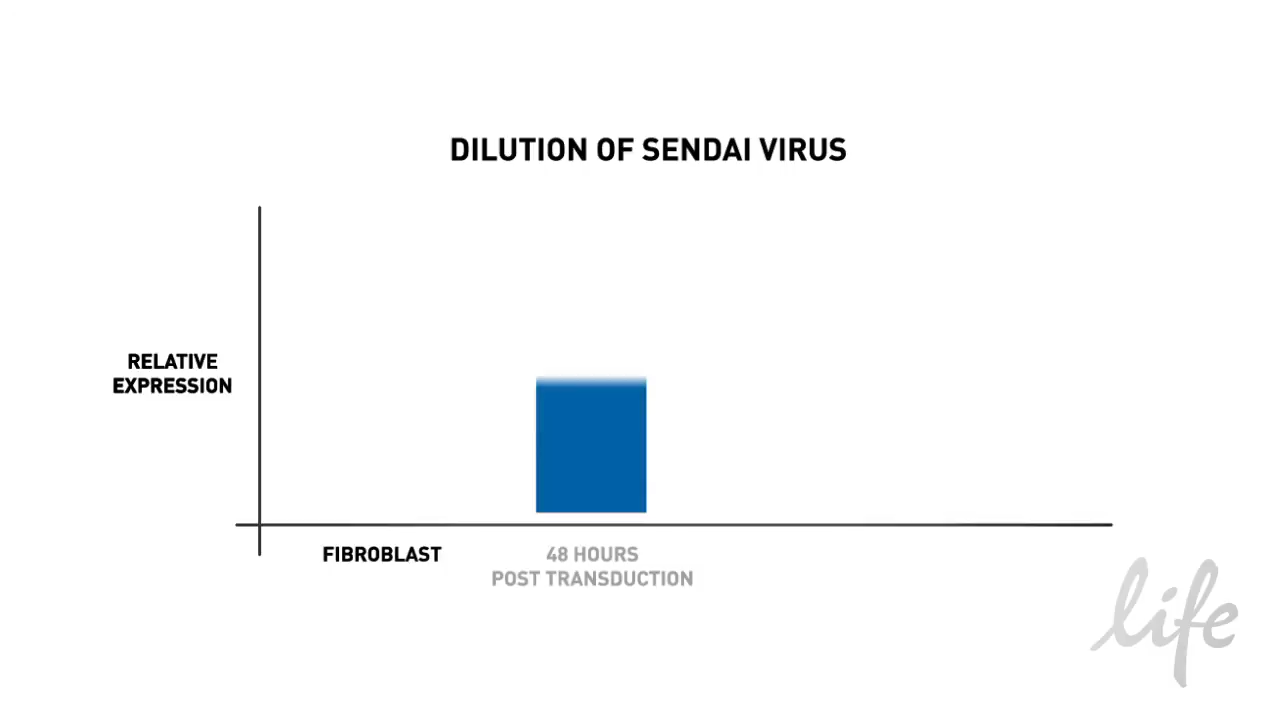 DILUTION OF SENDAI VIRUS
RELATIVE
EXPRESSION
FIBROBLAST
48 HOURS
POST TRANSDUCTION
life